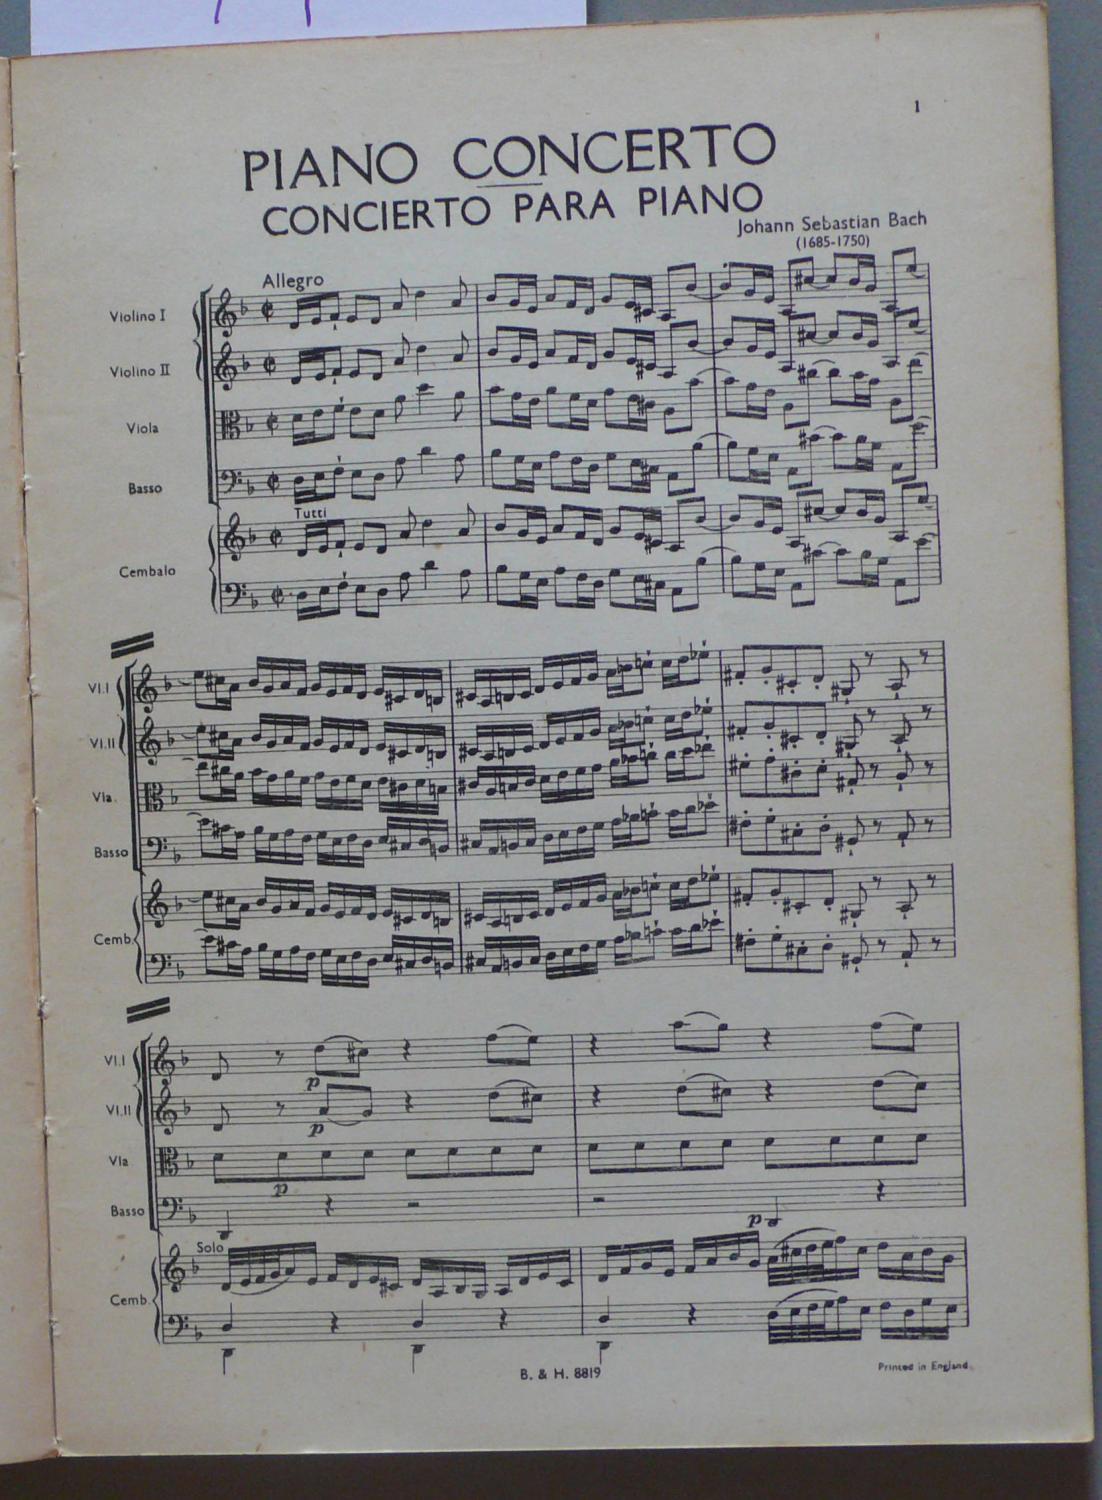 1
PIANO CONCERTO
CONCIERTO PARA PIANO
Johann Sebastian Bach
(1685-1750)
Allegro
Violino I
Violino II
Viola
Basso
Tutti
Cembalo
Vl.I
Vl.II
Vla.
Basso
Cemb.
Vl.I
p
Vl.II
p
Vla
p
Basso
p
Solo
Cemb.
B. & H. 8819
Printed in England